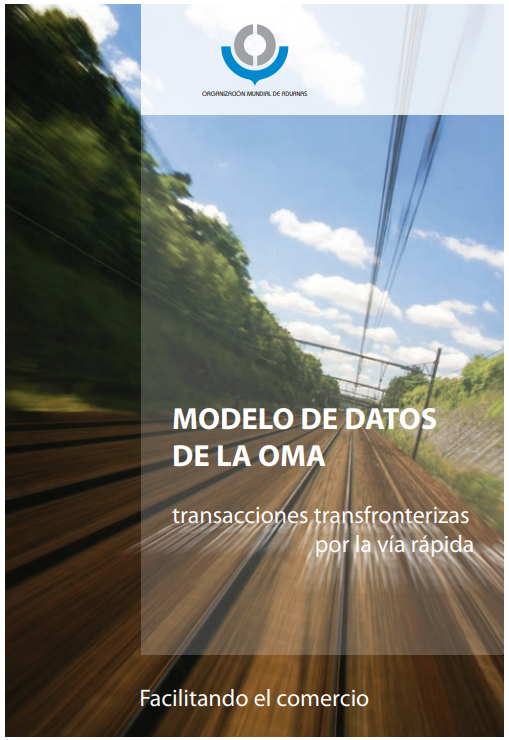 ORGANIZACIÓN MUNDIAL DE ADUANAS
MODELO DE DATOS
DE LA OMA
transacciones transfronterizas
por la vía rápida
Facilitando el comercio